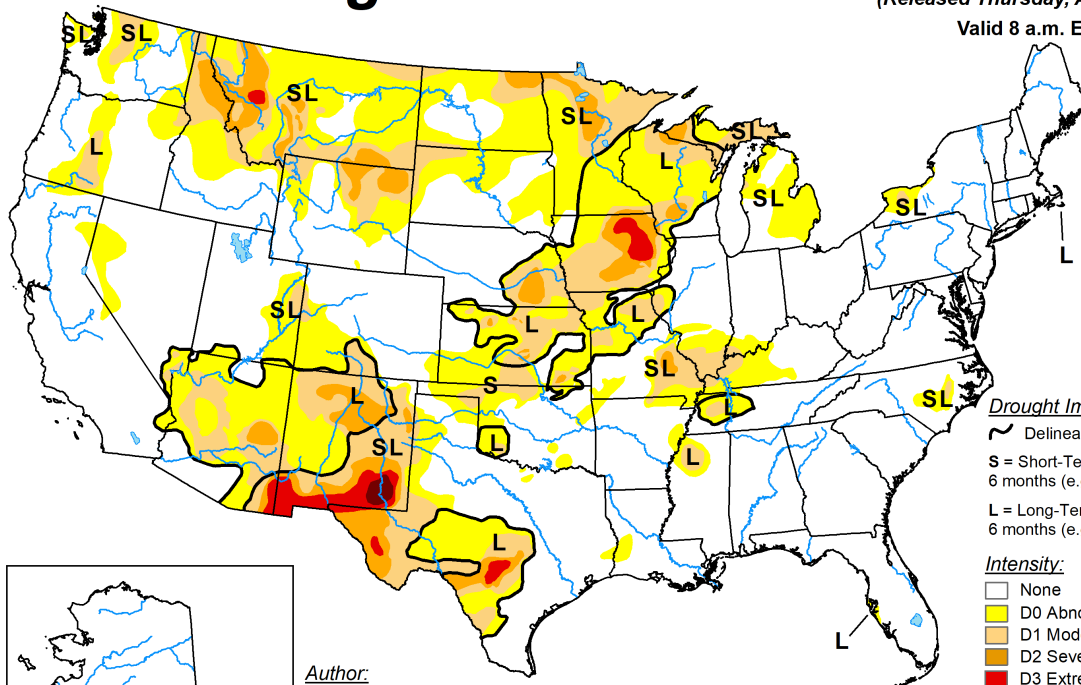 (Released Thursday, A
Valid 8 a.m. E
SL
SL
SL
L
SL
SL
L
SL
SL
L
SL
L
L
SL
S
L
SL
L
SL
L
L
L
SL
L
Drought Im
Delinea
S = Short-Te
6 months (e.
L = Long-Ter
6 months (e.
Intensity:
None
D0 Abno
D1 Mod
D2 Seve
D3 Extre
Author: